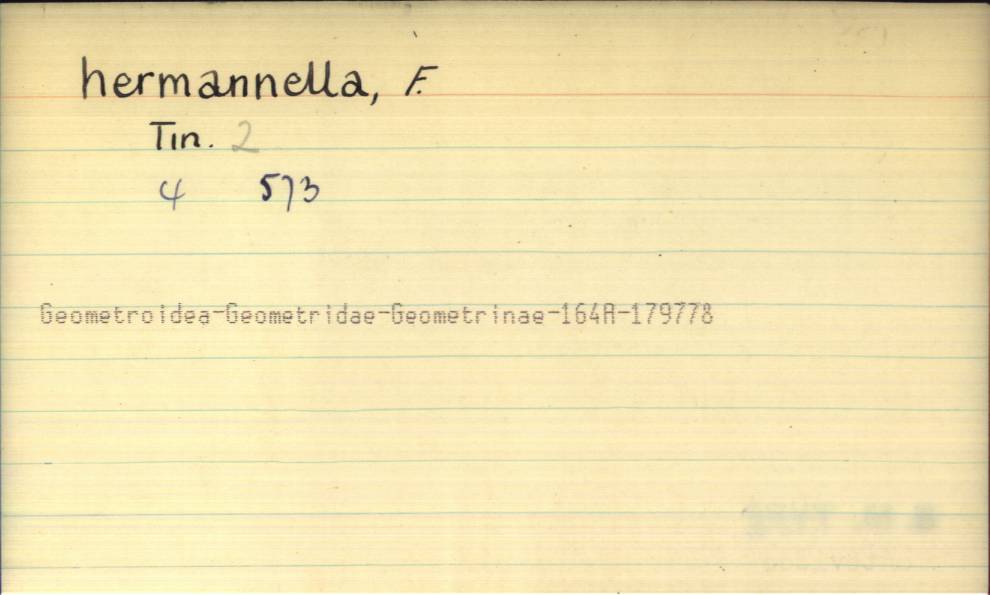 hermannella, F.
Tin. 2
4 573
Geometroidea-Geometridae-Geometrinae-164A-179778